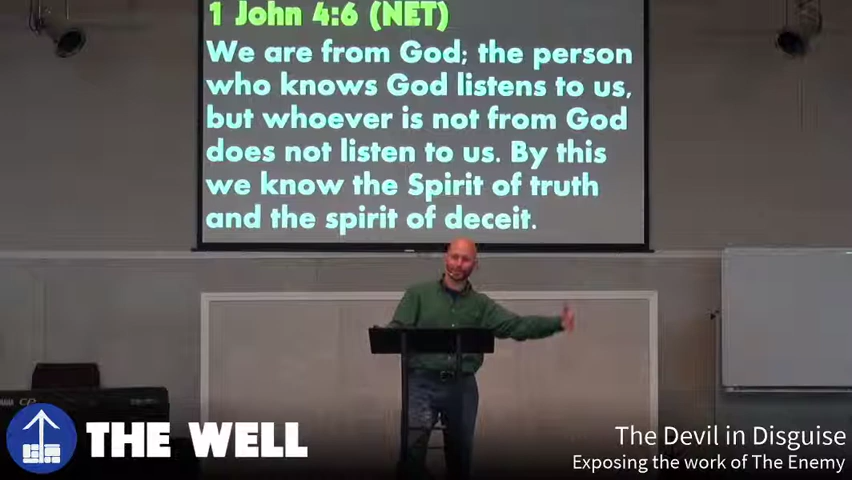 1 John 4:6 (NET)
We are from God; the person
who knows God listens to us,
but whoever is not from God
does not listen to us. By this
we know the Spirit of truth
and the spirit of deceit.
THE WELL
The Devil in Disguise
Exposing the work of The Enemy